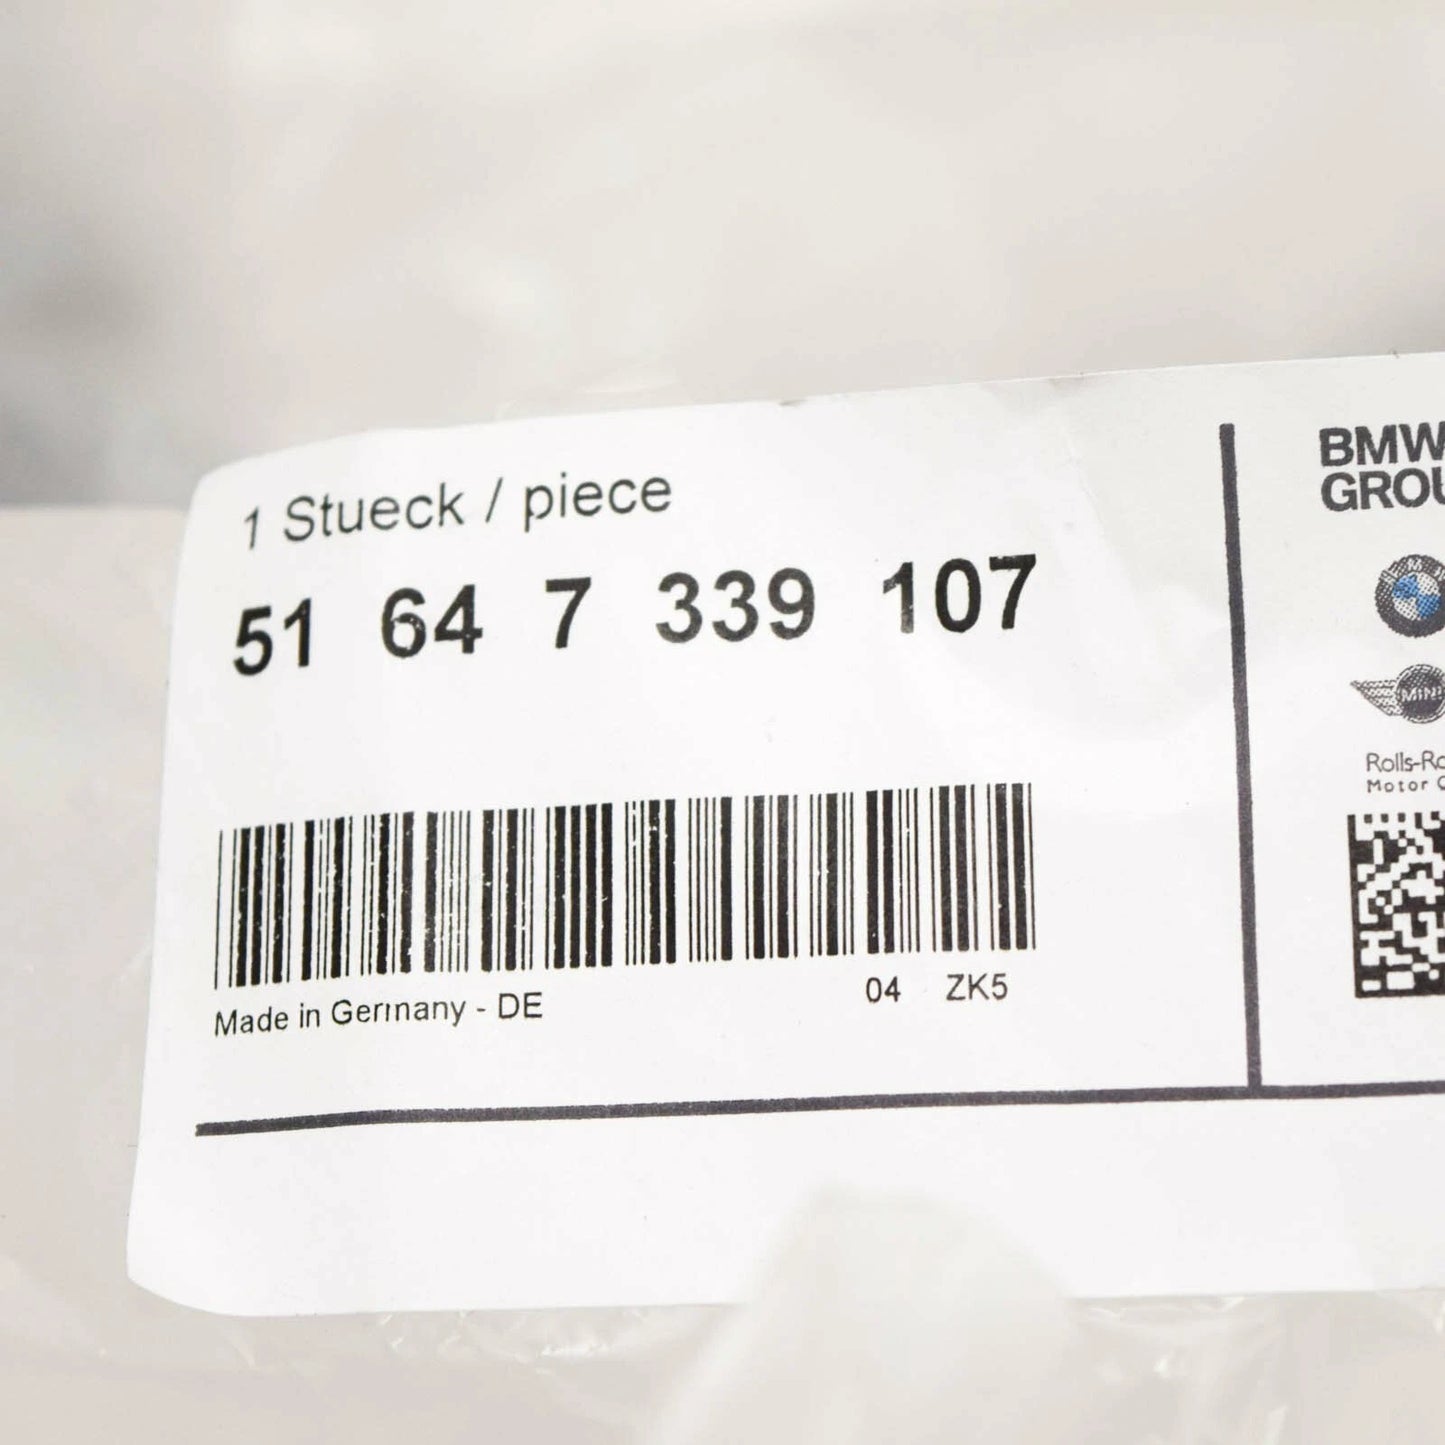 1 Stueck / piece
51 64 7 339 107
Made in Germany - DE
04 ZK5
BMW
GROU
MINI
Rolls-Ro
Motor C